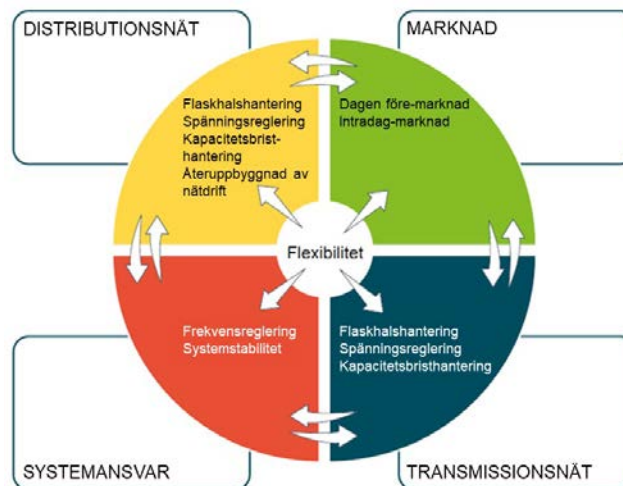 DISTRIBUTIONSNÄT
MARKNAD
Flaskhalshantering
Spänningsreglering
Kapacitetsbrist-
hantering
Återuppbyggnad av
nätdrift
Dagen före-marknad
Intradag-marknad
Flexibilitet
Frekvensreglering
Systemstabilitet
Flaskhalshantering
Spänningsreglering
Kapacitetsbristhantering
SYSTEMANSVAR
TRANSMISSIONSNÄT